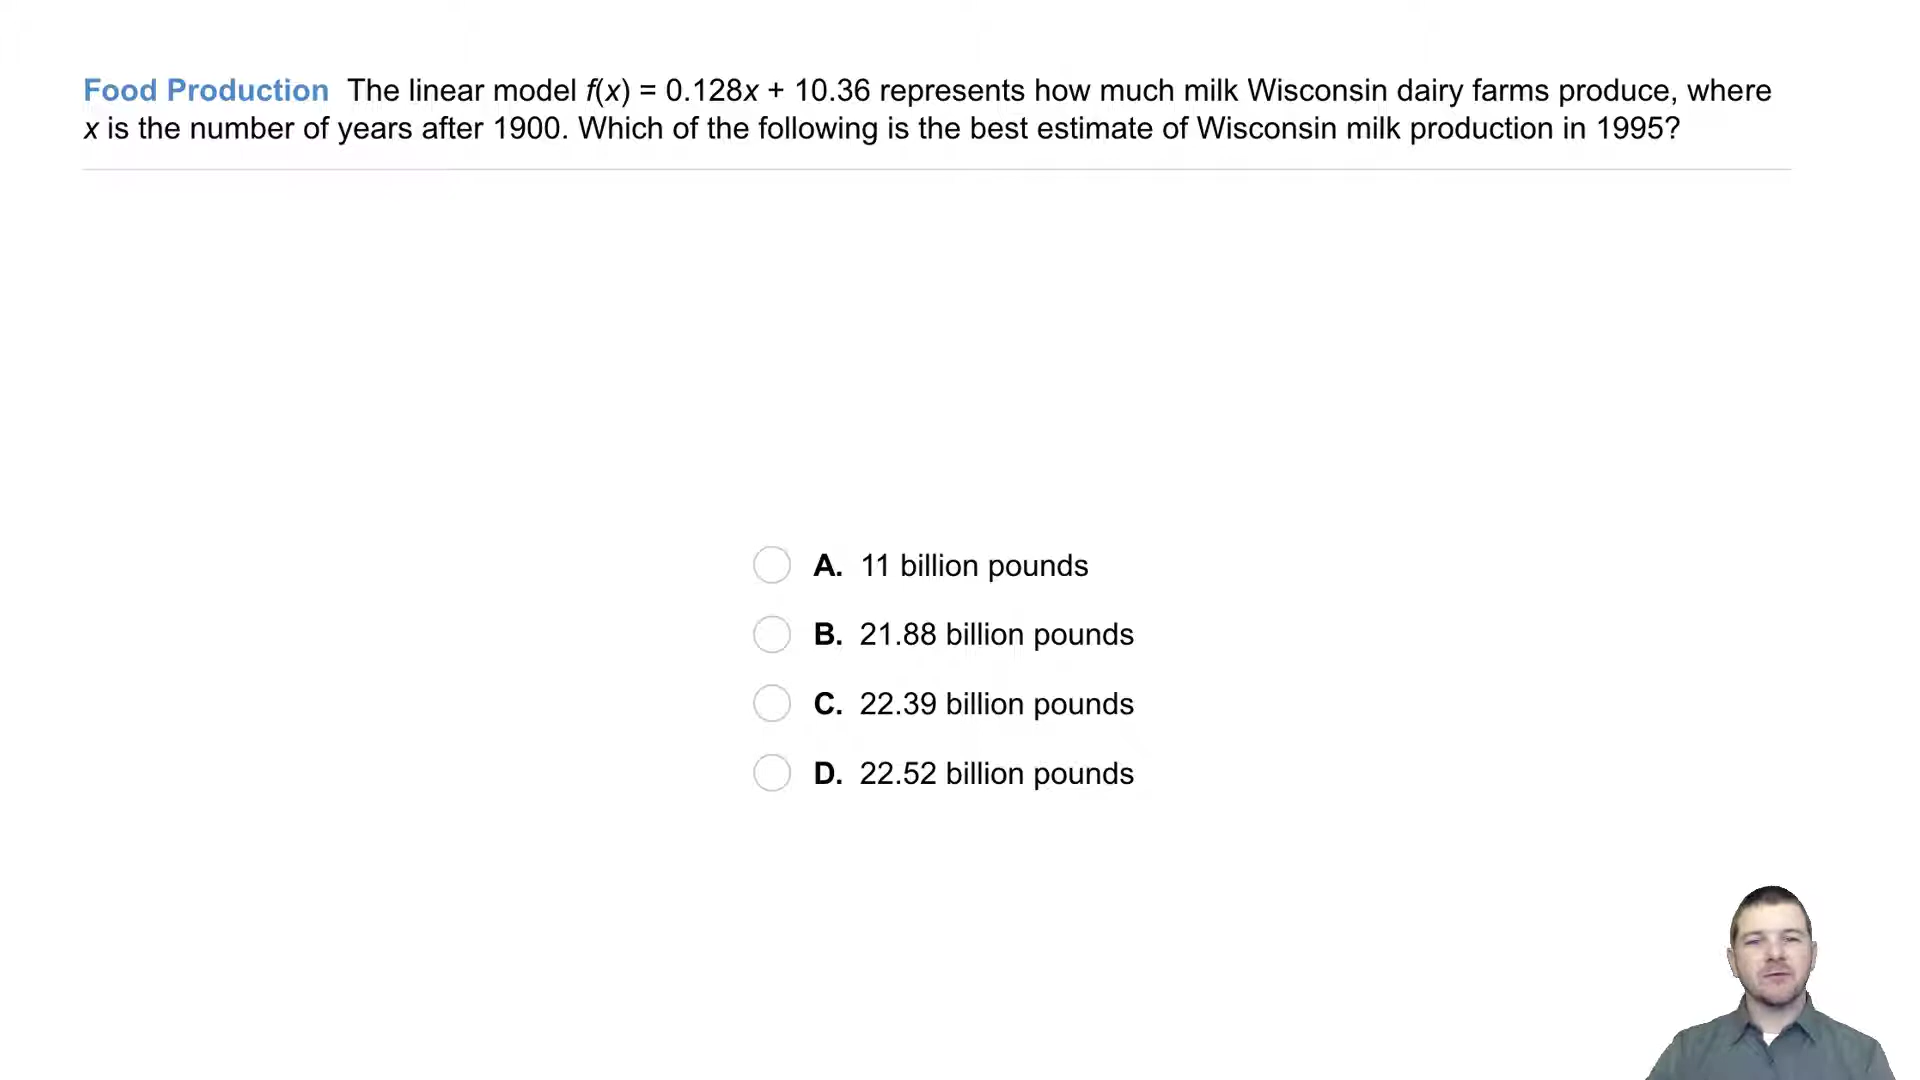 Food Production The linear model f(x) = 0.128x + 10.36 represents how much milk Wisconsin dairy farms produce, where
x is the number of years after 1900. Which of the following is the best estimate of Wisconsin milk production in 1995?
A. 11 billion pounds
B. 21.88 billion pounds
C. 22.39 billion pounds
D. 22.52 billion pounds